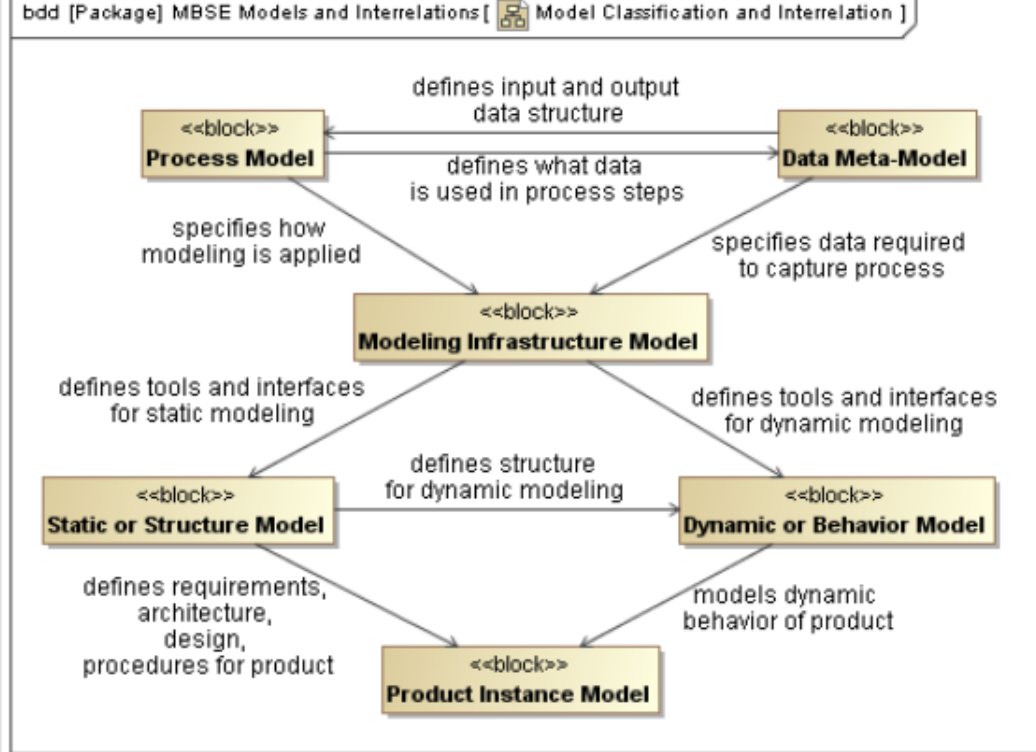 bdd [Package] MBSE Models and Interrelations [ Model Classification and Interrelation ]
defines input and output
data structure
<<block>>
Process Model
<<block>>
Data Meta-Model
defines what data
is used in process steps
specifies how
modeling is applied
specifies data required
to capture process
<<block>>
Modeling Infrastructure Model
defines tools and interfaces
for static modeling
defines tools and interfaces
for dynamic modeling
defines structure
for dynamic modeling
<<block>>
Static or Structure Model
<<block>>
Dynamic or Behavior Model
defines requirements,
architecture,
design,
procedures for product
models dynamic
behavior of product
<<block>>
Product Instance Model